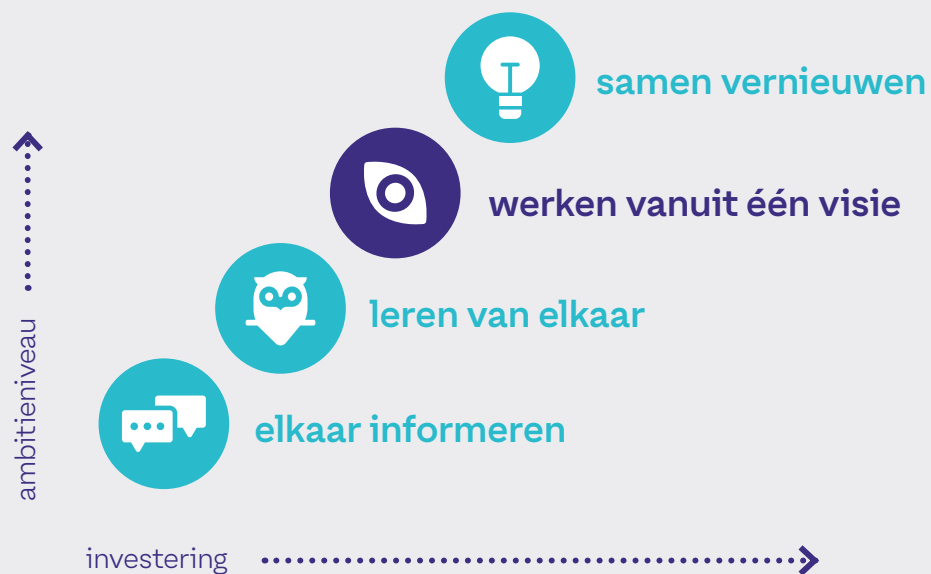 samen vernieuwen
werken vanuit één visie
leren van elkaar
elkaar informeren
ambitieniveau
investering